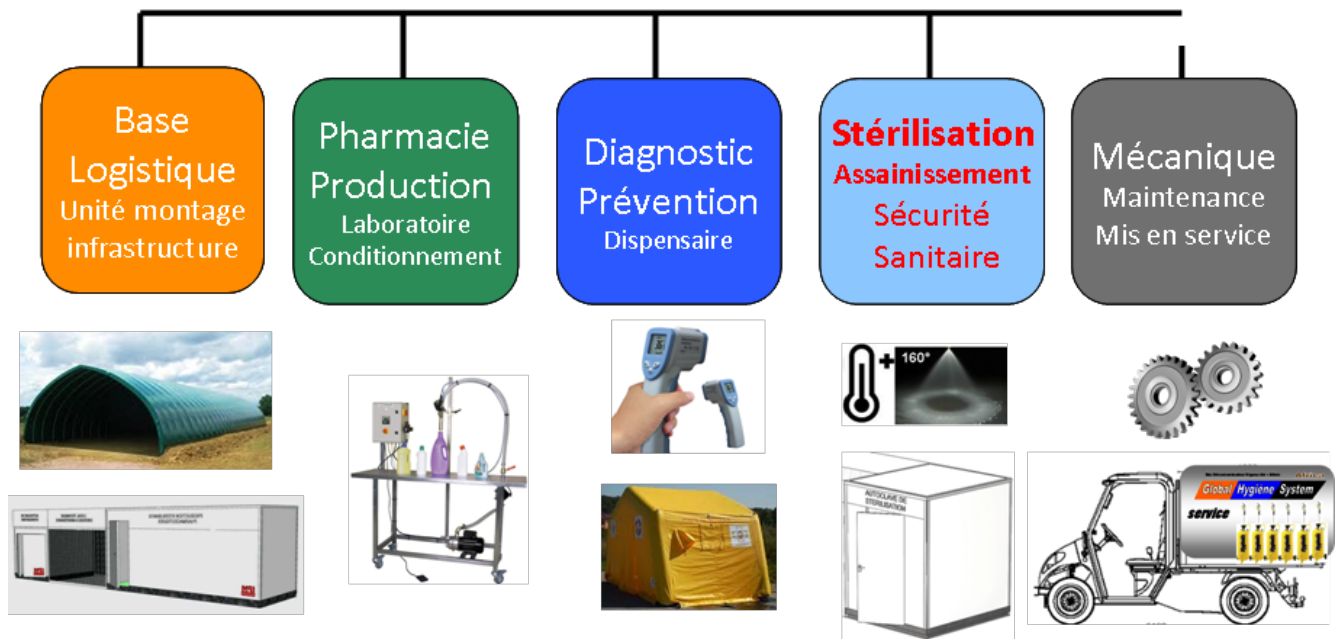 Base
Logistique
Unité montage
infrastructure
Pharmacie
Production
Laboratoire
Conditionnement
Diagnostic
Prévention
Dispensaire
Stérilisation
Assainissement
Sécurité
Sanitaire
Mécanique
Maintenance
Mis en service
160°
AUTOCLAVE DE
STERILISATION
Global Hygiène System
service